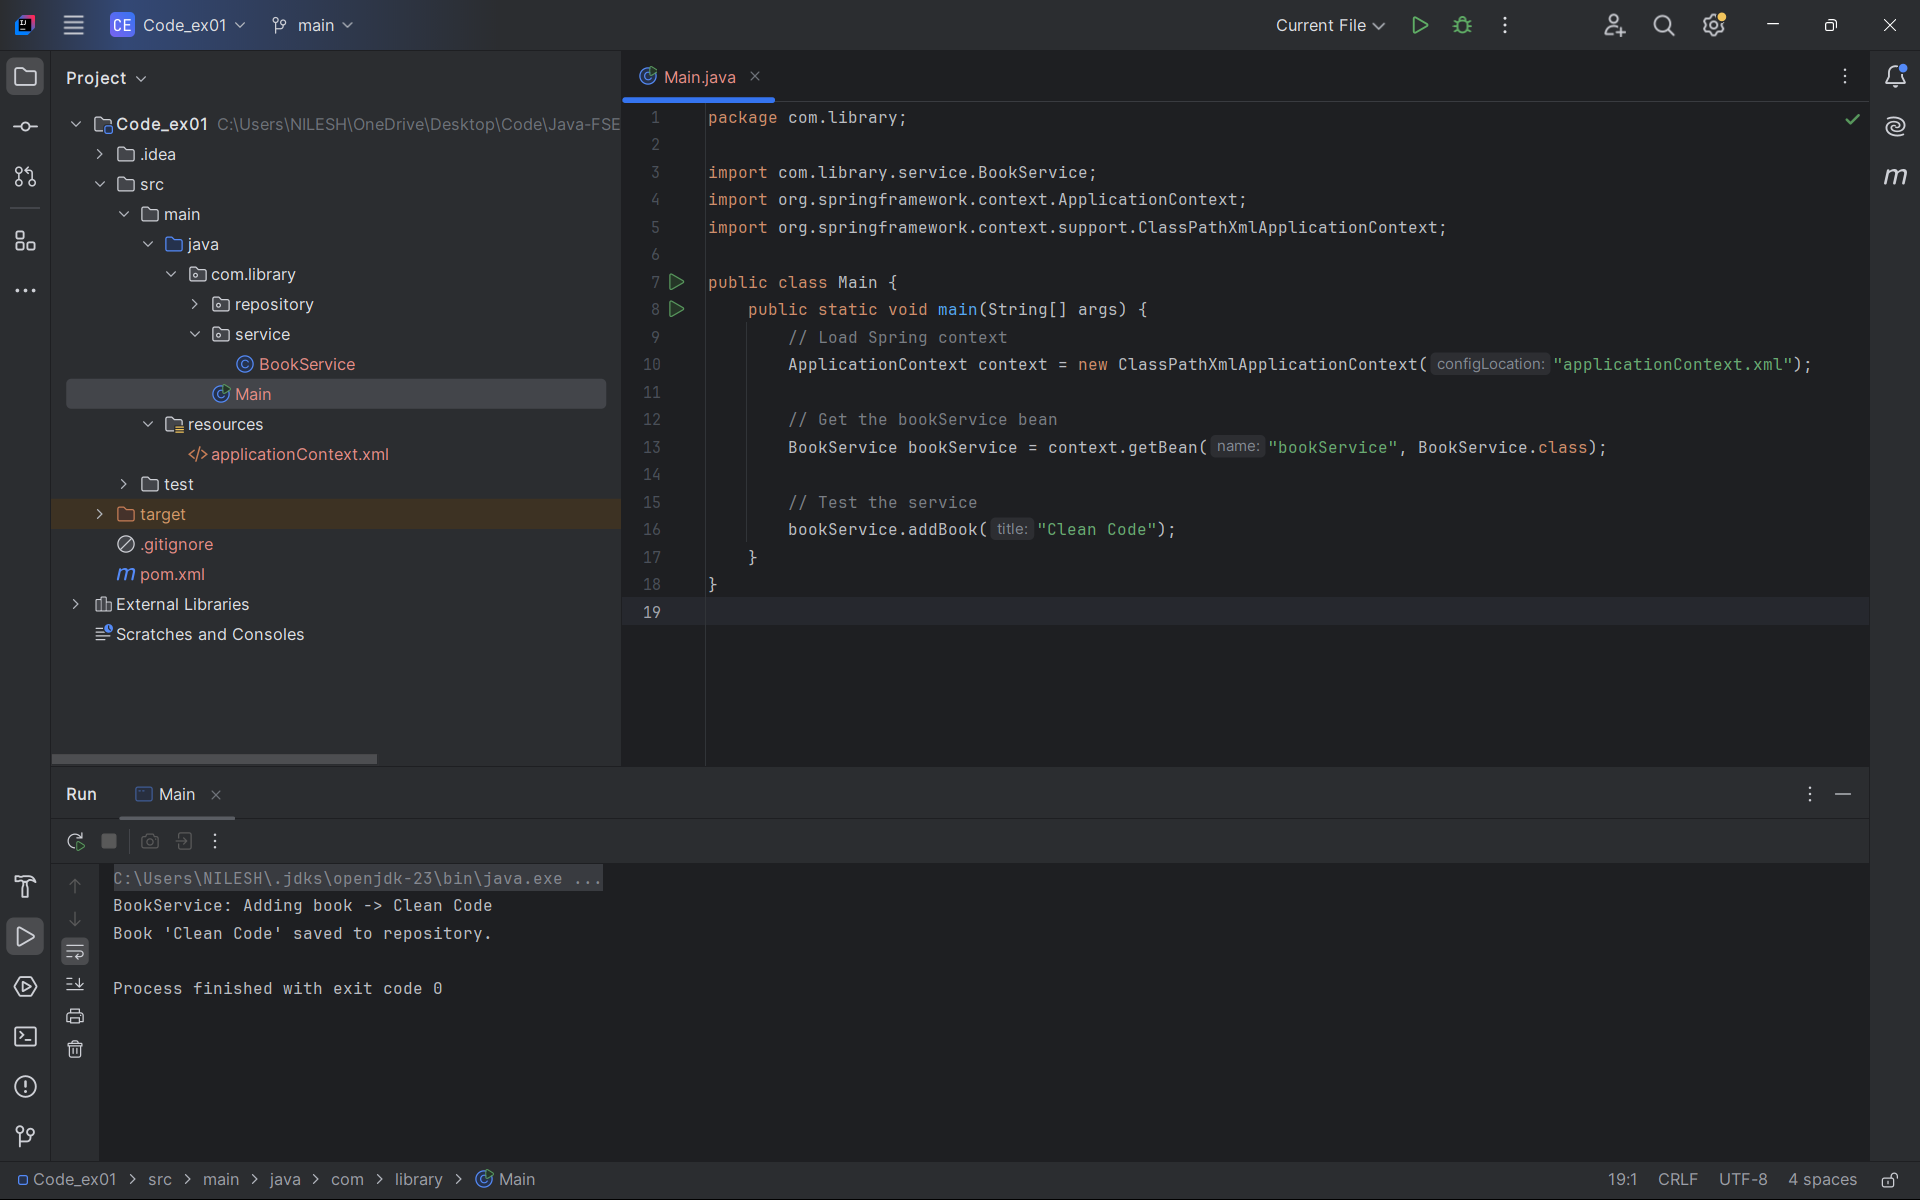 CE Code_ex01 main Current File
Project
Code_ex01 C:\Users\NILESH\OneDrive\Desktop\Code\Java-FSE
.idea
src
main
java
com.library
repository
service
BookService
Main
resources
</> applicationContext.xml
test
target
.gitignore
m pom.xml
External Libraries
Scratches and Consoles
Main.java
1 package com.library;
2
3 import com.library.service.BookService;
4 import org.springframework.context.ApplicationContext;
5 import org.springframework.context.support.ClassPathXmlApplicationContext;
6
7 public class Main {
8 public static void main(String[] args) {
9 // Load Spring context
10 ApplicationContext context = new ClassPathXmlApplicationContext( configLocation: "applicationContext.xml");
11
12 // Get the bookService bean
13 BookService bookService = context.getBean( name: "bookService", BookService.class);
14
15 // Test the service
16 bookService.addBook( title: "Clean Code");
17 }
18 }
19
m
Run Main
C:\Users\NILESH\.jdks\openjdk-23\bin\java.exe ...
BookService: Adding book -> Clean Code
Book 'Clean Code' saved to repository.
Process finished with exit code 0
Code_ex01 > src > main > java > com > library > Main 19:1 CRLF UTF-8 4 spaces